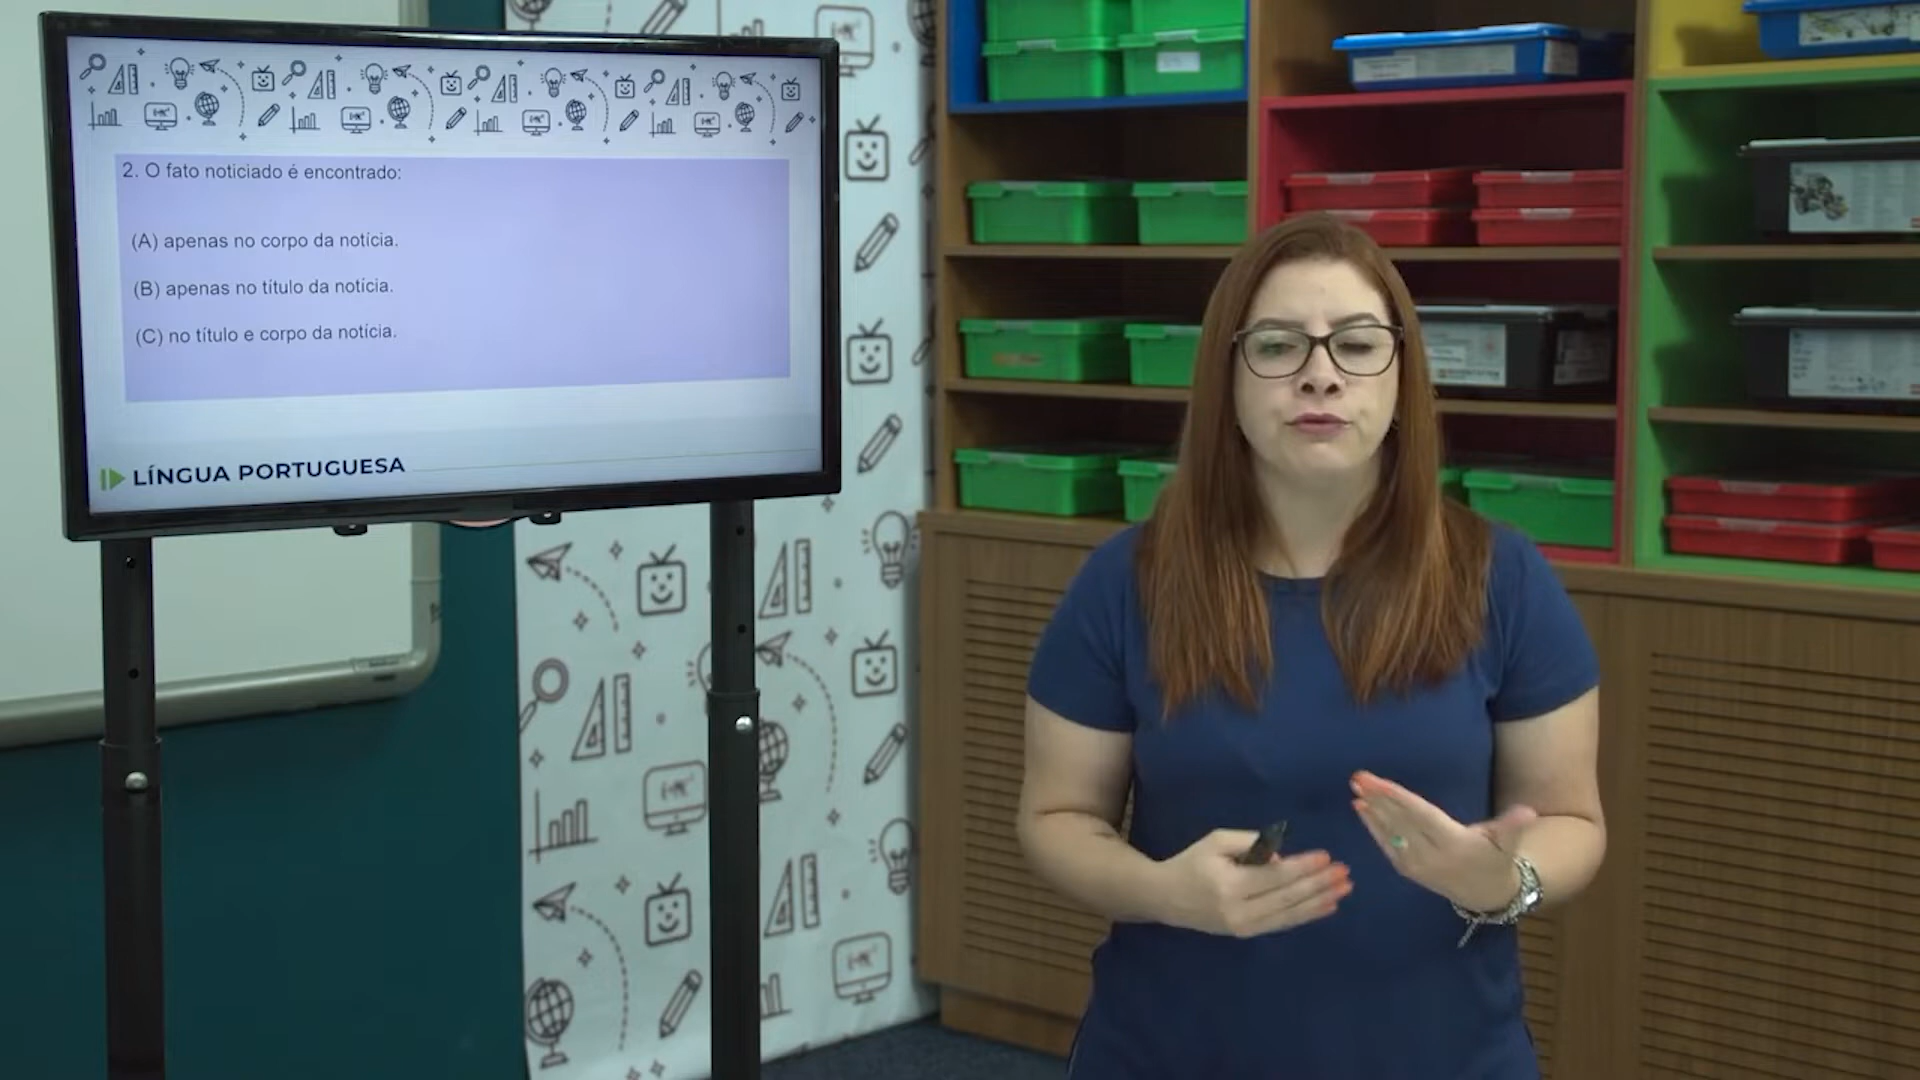 2. O fato noticiado é encontrado:
(A) apenas no corpo da notícia.
(B) apenas no título da notícia.
(C) no título e corpo da notícia.
LÍNGUA PORTUGUESA